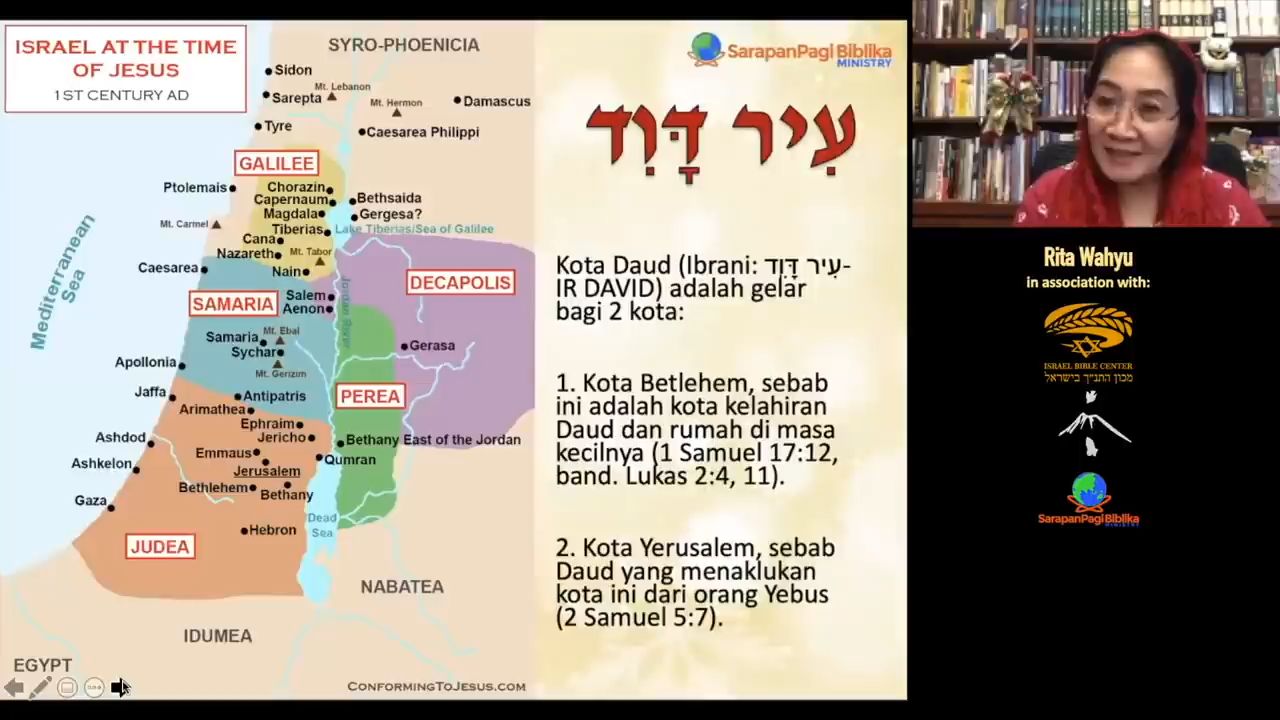 ISRAEL AT THE TIME
OF JESUS
1ST CENTURY AD
SYRO-PHOENICIA
Sidon
Mt. Lebanon
Sarepta
Mt. Hermon
Damascus
Tyre
Caesarea Philippi
GALILEE
Ptolemais
Chorazin
Capernaum
Bethsaida
Magdala
Gergesa?
Mt. Carmel
Tiberias
Lake Tiberias/Sea of Galilee
Cana
Nazareth
Mt. Tabor
Mediterranean
Sea
Caesarea
Nain
DECAPOLIS
SAMARIA
Salem
Aenon
Jordan River
Samaria
Mt. Ebal
Sychar
Gerasa
Apollonia
Mt. Gerizim
Jaffa
Antipatris
PEREA
Arimathea
Ephraim
Jericho
Ashdod
Bethany East of the Jordan
Emmaus
Qumran
Ashkelon
Jerusalem
Bethlehem
Bethany
Gaza
Dead
Sea
Hebron
JUDEA
NABATEA
IDUMEA
EGYPT
CONFORMINGTOJESUS.COM
SarapanPagi Biblika
MINISTRY
עִיר דָּוִד
Kota Daud (Ibrani: עִיר דָּוִד-
IR DAVID) adalah gelar
bagi 2 kota:
1. Kota Betlehem, sebab
ini adalah kota kelahiran
Daud dan rumah di masa
kecilnya (1 Samuel 17:12,
band. Lukas 2:4, 11).
2. Kota Yerusalem, sebab
Daud yang menaklukan
kota ini dari orang Yebus
(2 Samuel 5:7).
Rita Wahyu
in association with:
ISRAEL BIBLE CENTER
מכון התנ״ך בישראל
SarapanPagi Biblika
MINISTRY